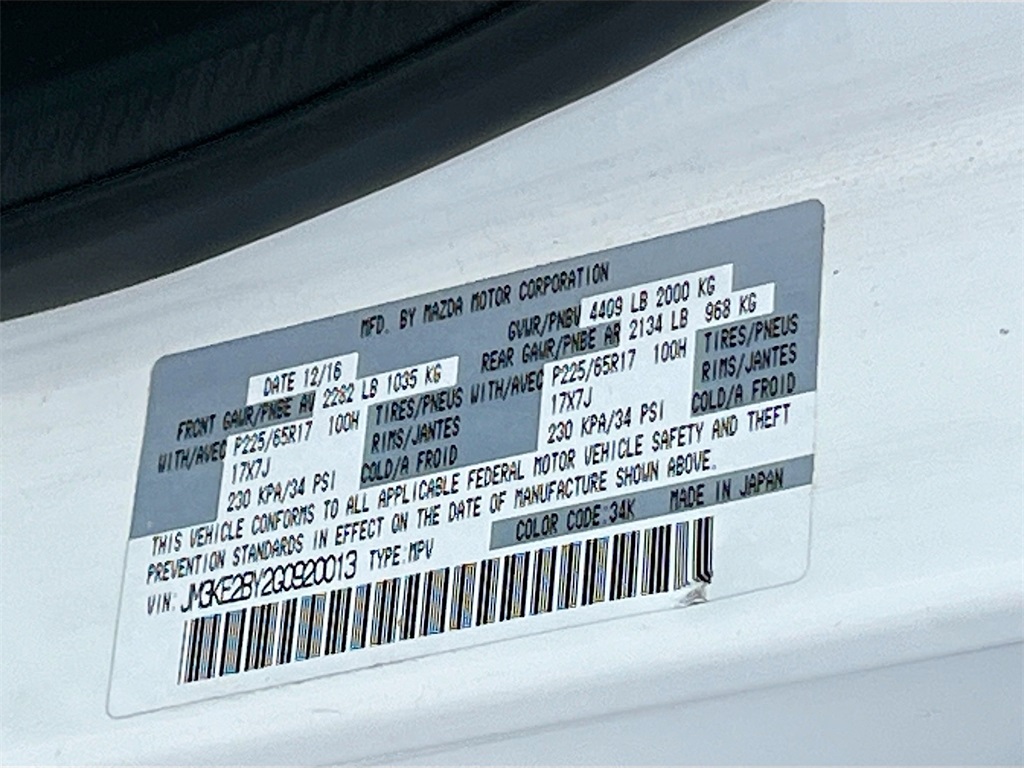 MFD. BY MAZDA MOTOR CORPORATION
DATE 12/16
GVWR/PNBV 4409 LB 2000 KG
FRONT GAWR/PNBE AV 2282 LB 1035 KG
REAR GAWR/PNBE AR 2134 LB 968 KG
WITH/AVEC P225/65R17 100H TIRES/PNEUS
17X7J RIMS/JANTES
230 KPA/34 PSI COLD/A FROID
WITH/AVEC P225/65R17 100H TIRES/PNEUS
17X7J RIMS/JANTES
230 KPA/34 PSI COLD/A FROID
THIS VEHICLE CONFORMS TO ALL APPLICABLE FEDERAL MOTOR VEHICLE SAFETY AND THEFT
PREVENTION STANDARDS IN EFFECT ON THE DATE OF MANUFACTURE SHOWN ABOVE.
COLOR CODE:34K MADE IN JAPAN
VIN: JM3KE2BY2G0920013 TYPE:MPV